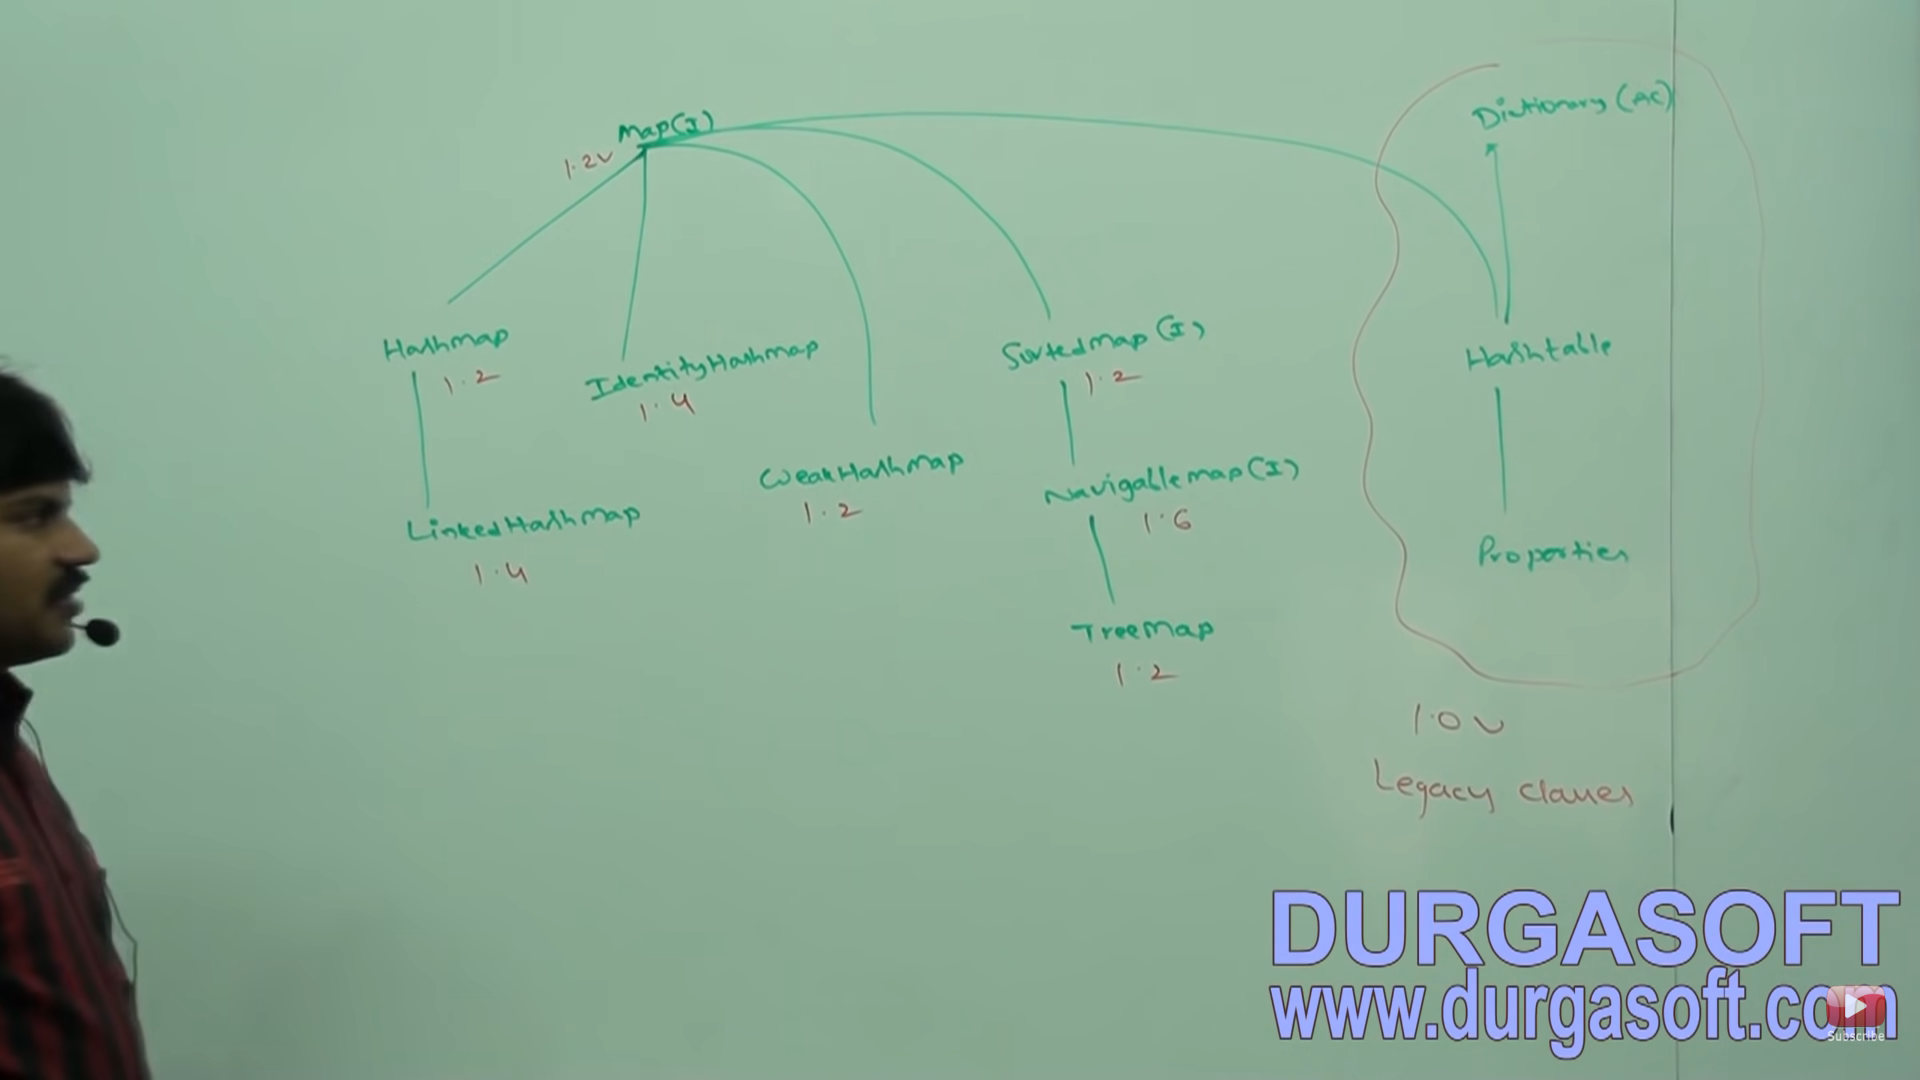 Dictionary (AC)
Map(I)
1.2v
Hashmap
1.2
IdentityHashmap
1.4
SortedMap (I)
1.2
Hashtable
WeakHashMap
1.2
Navigablemap(I)
1.6
LinkedHashMap
1.4
Properties
TreeMap
1.2
1.0v
Legacy classes
DURGASOFT
www.durgasoft.com
Subscribe